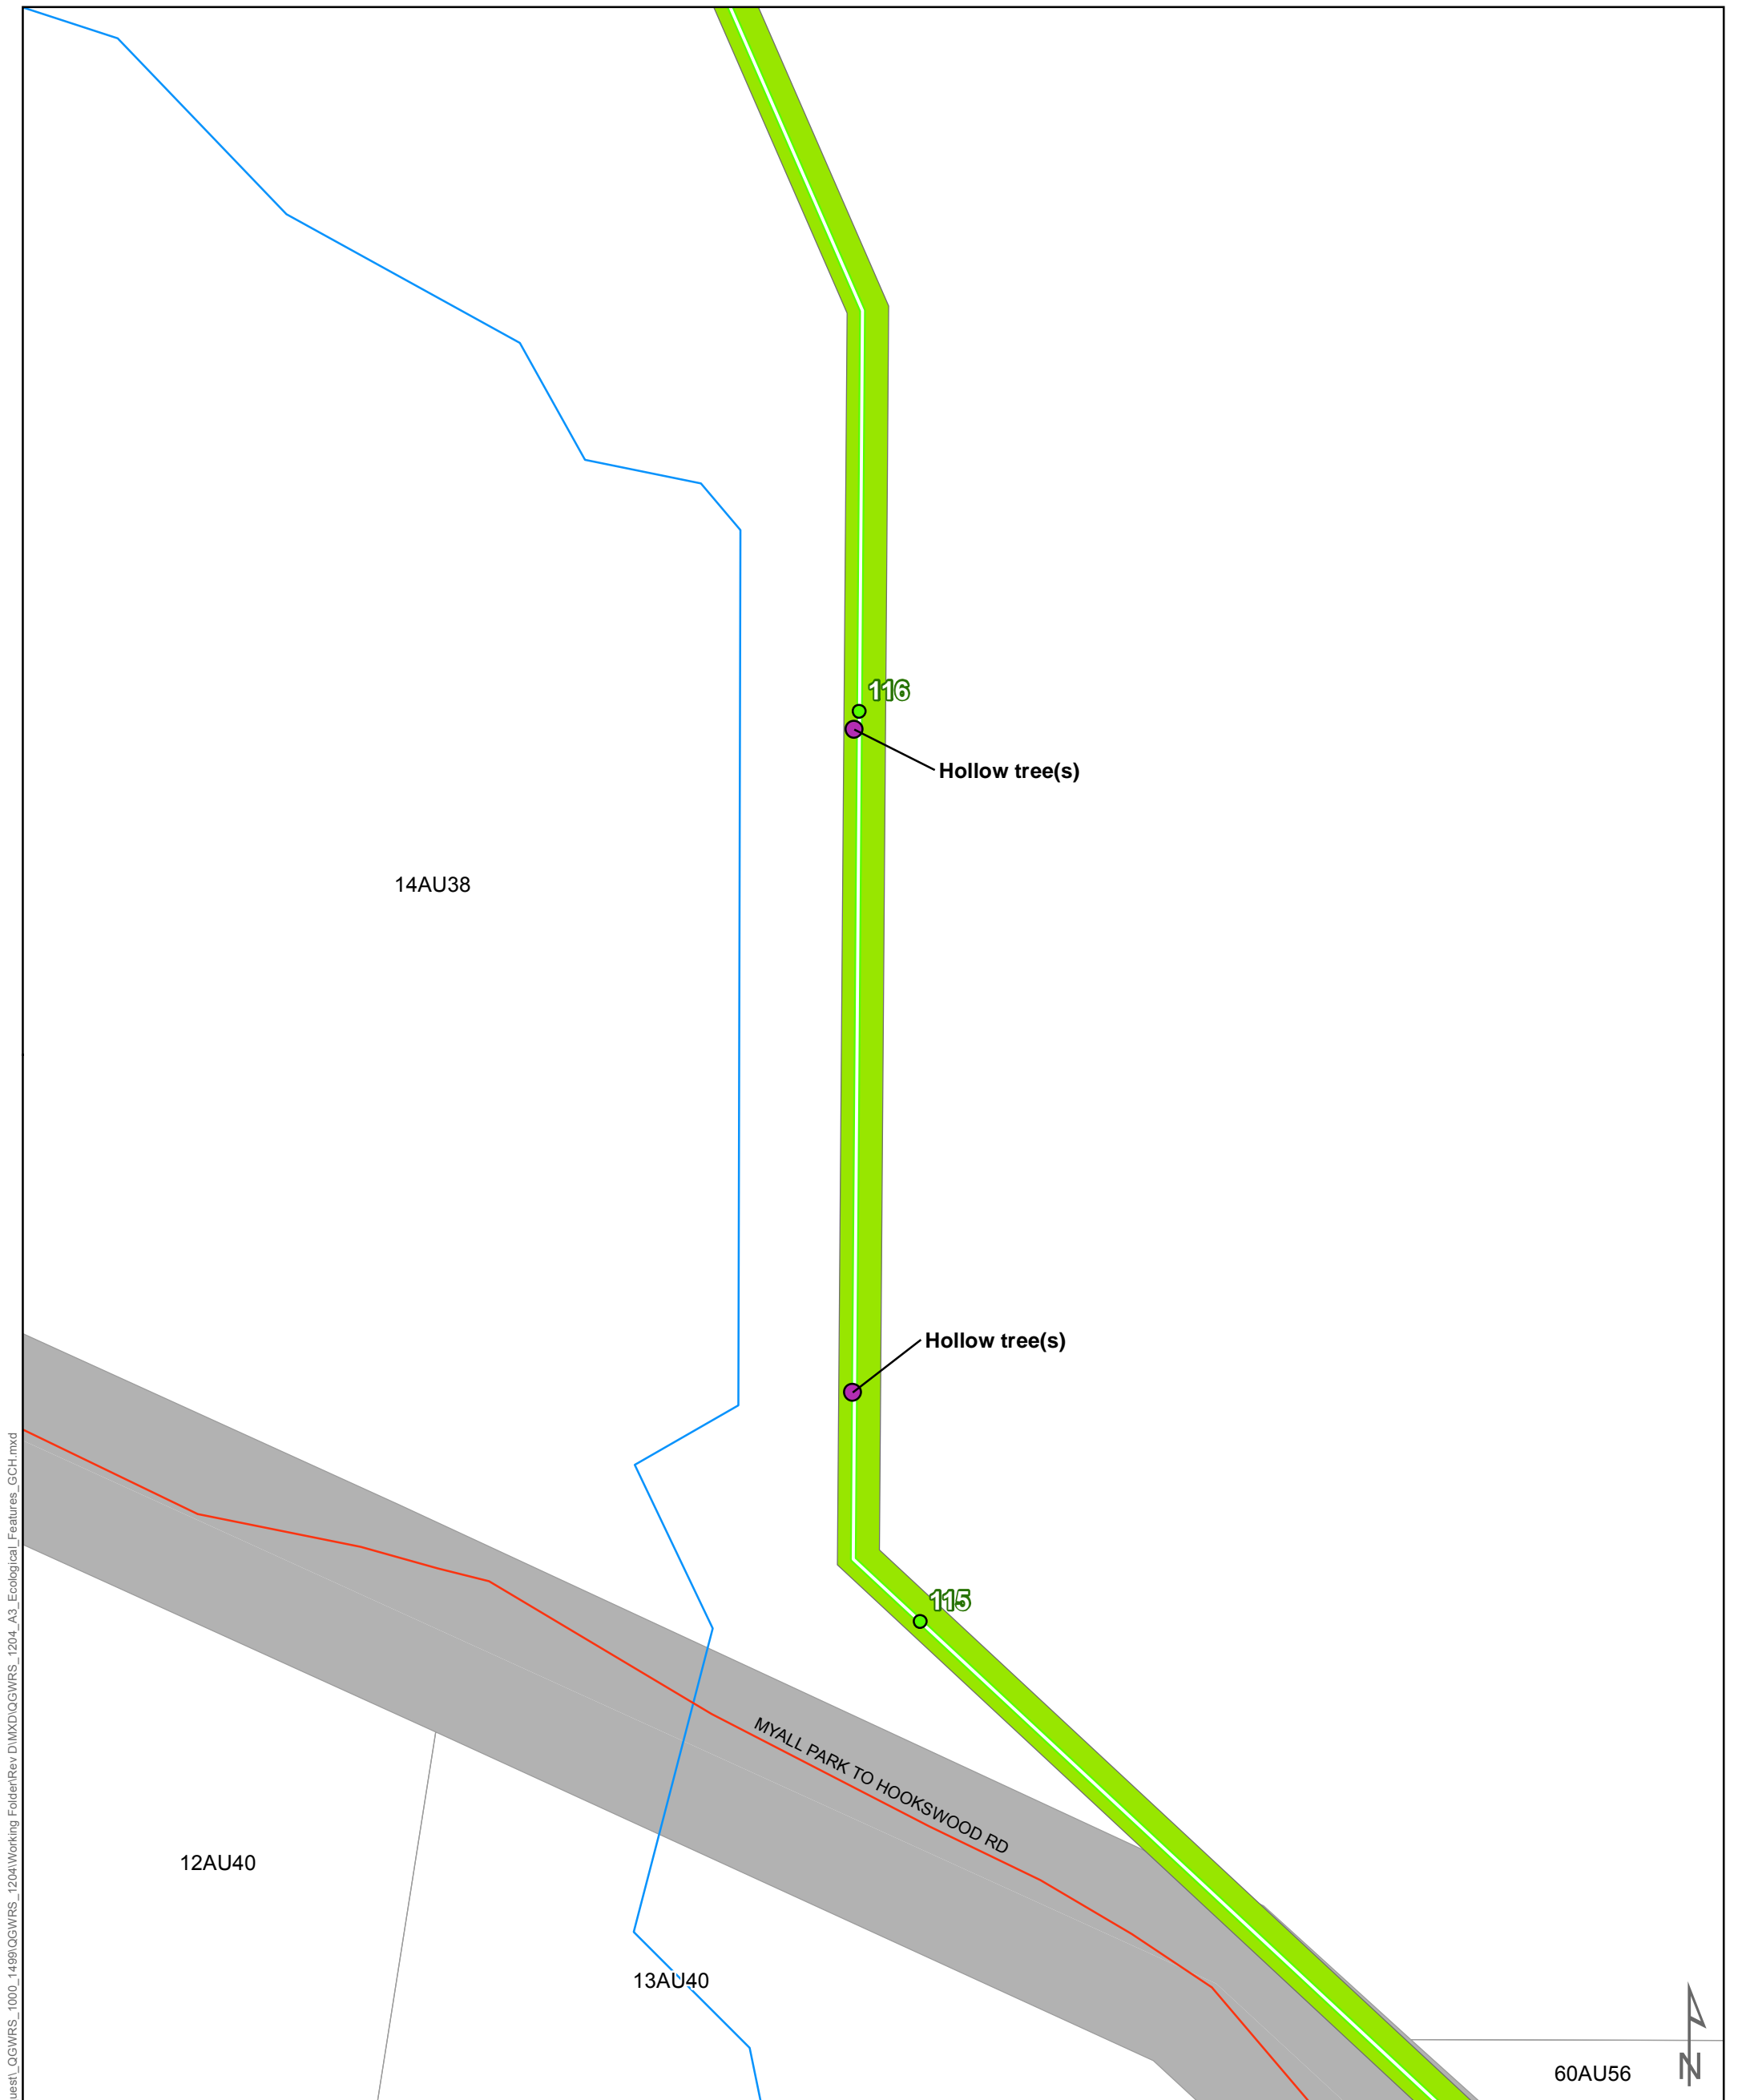 116
Hollow tree(s)
14AU38
Hollow tree(s)
115
MYALL PARK TO HOOKSWOOD RD
12AU40
13AU40
60AU56
N
uest\_QGWRS_1000_1499\QGWRS_1204\Working Folder\Rev D\MXD\QGWRS_1204_A3_Ecological_Features_GCH.mxd